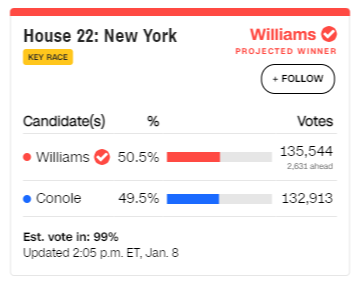 House 22: New York
Williams
KEY RACE
PROJECTED WINNER
+ FOLLOW
Candidate(s) % Votes
Williams 50.5% 135,544
2,631 ahead
Conole 49.5% 132,913
Est. vote in: 99%
Updated 2:05 p.m. ET, Jan. 8